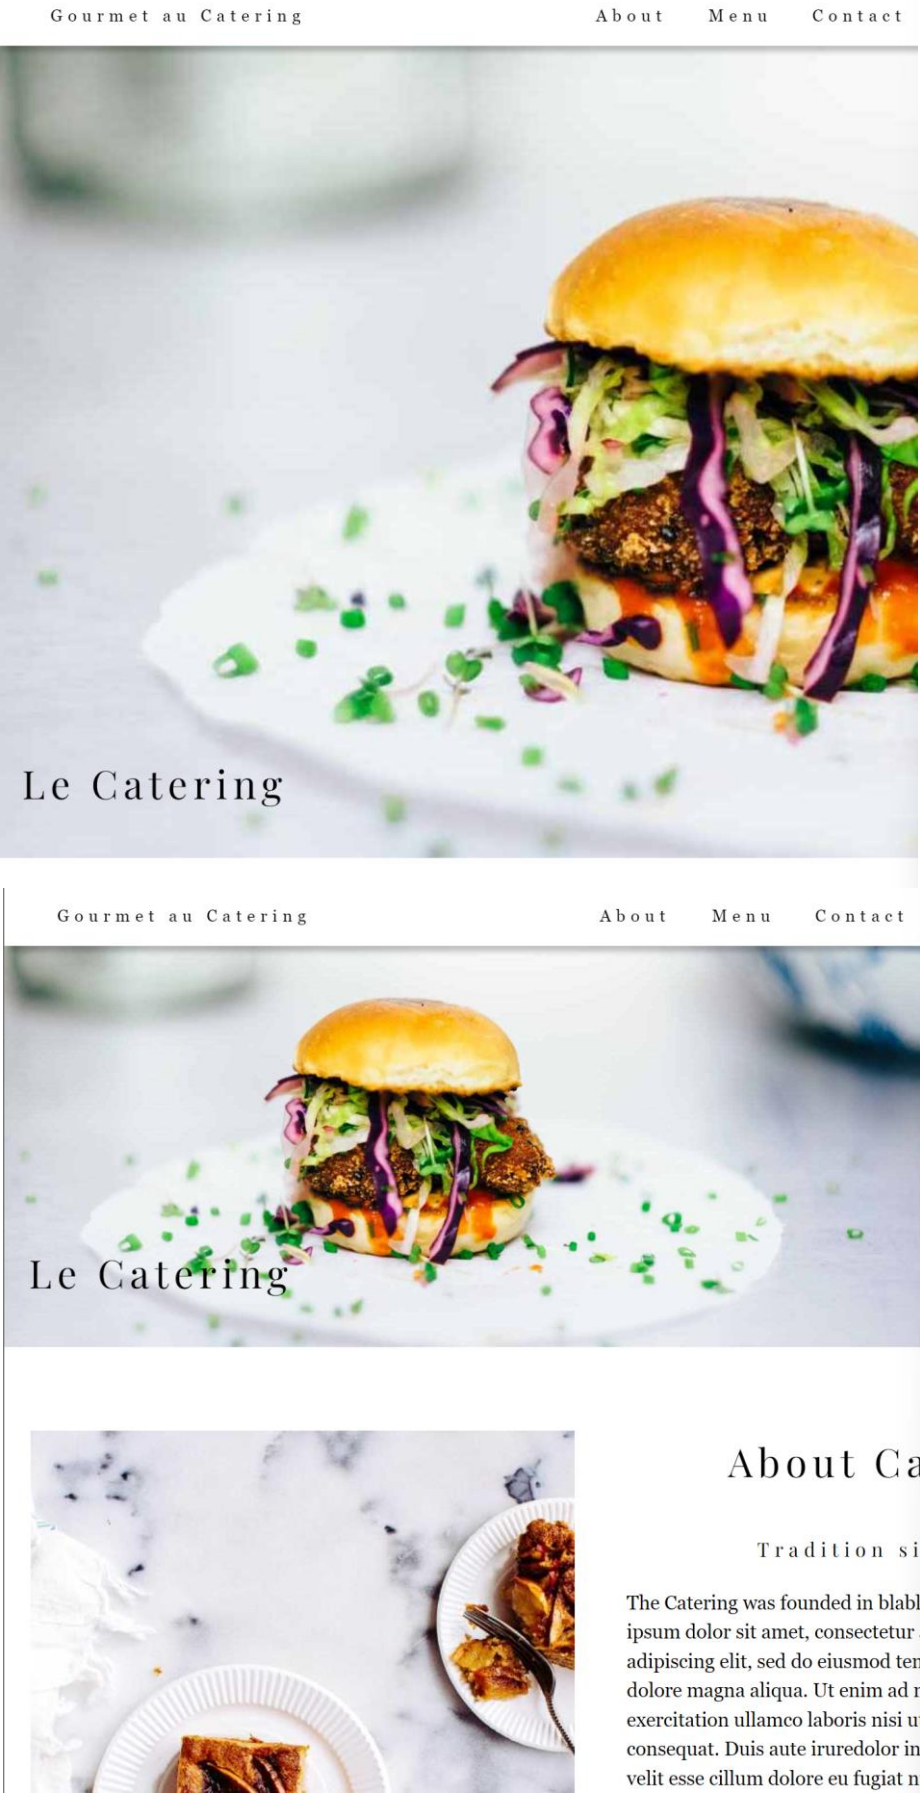 Gourmet au Catering About Menu Contact
Le Catering
Gourmet au Catering About Menu Contact
Le Catering
About Ca
Tradition si
The Catering was founded in blabl
ipsum dolor sit amet, consectetur
adipiscing elit, sed do eiusmod ten
dolore magna aliqua. Ut enim ad
exercitation ullamco laboris nisi
consequat. Duis aute iruredolor in
velit esse cillum dolore eu fugiat